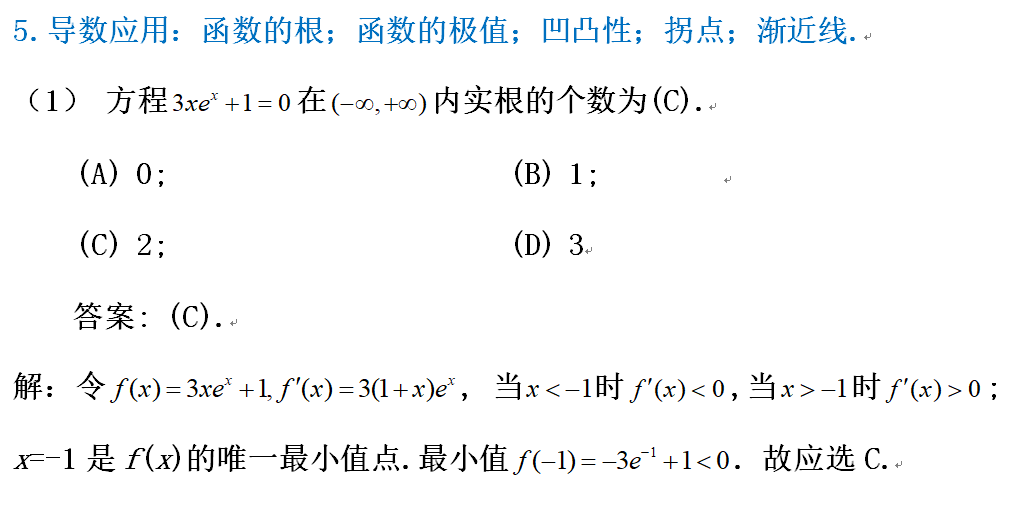 5. 导数应用：函数的根；函数的极值；凹凸性；拐点；渐近线.
（1） 方程 3xeˣ + 1 = 0 在 (−∞, +∞) 内实根的个数为(C).
(A) 0; (B) 1;
(C) 2; (D) 3
答案: (C).
解：令 f(x) = 3xeˣ + 1, f′(x) = 3(1 + x)eˣ， 当 x < −1时 f′(x) < 0 , 当 x > −1时 f′(x) > 0 ;
x=-1 是 f(x)的唯一最小值点. 最小值 f(−1) = −3e⁻¹ + 1 < 0． 故应选 C.